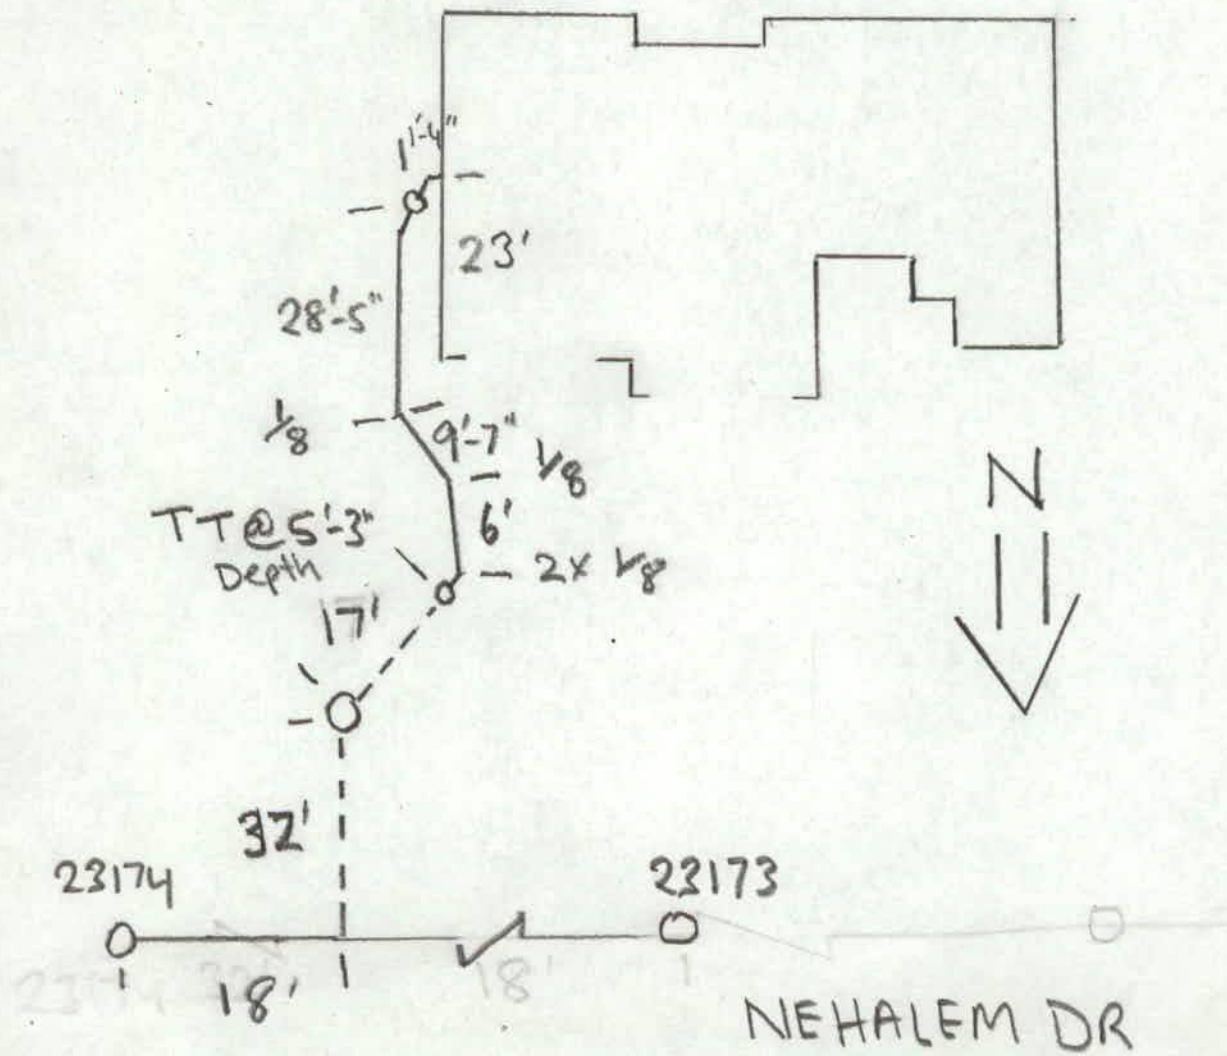 1'-4"
23'
28'-5"
1/8
9'-7"
1/8
N
TT@5'-3"
Depth
6'
2x 1/8
17'
32'
23174
23173
18'
18'
NEHALEM DR